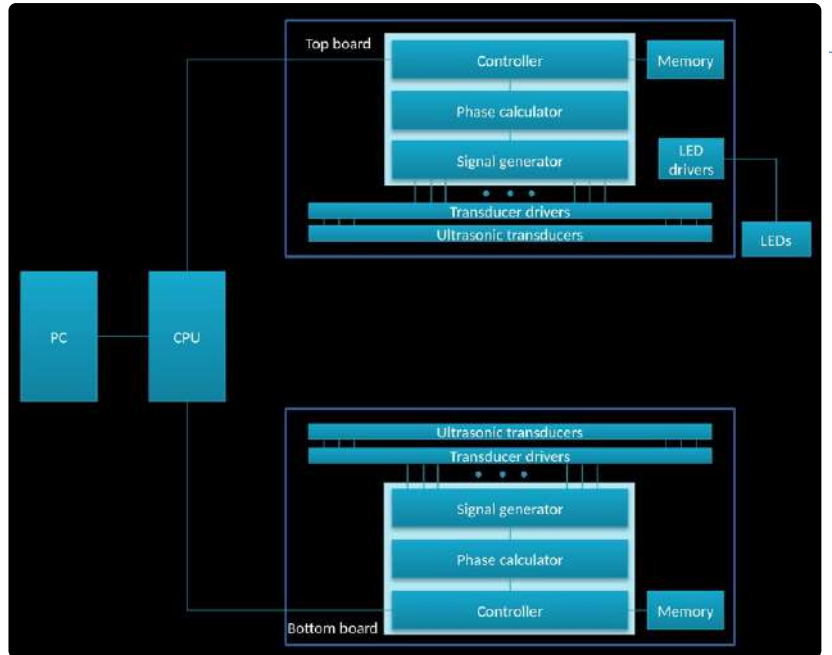 Top board
Controller
Memory
Phase calculator
Signal generator
LED
drivers
Transducer drivers
Ultrasonic transducers
LEDs
PC
CPU
Ultrasonic transducers
Transducer drivers
Signal generator
Phase calculator
Controller
Memory
Bottom board